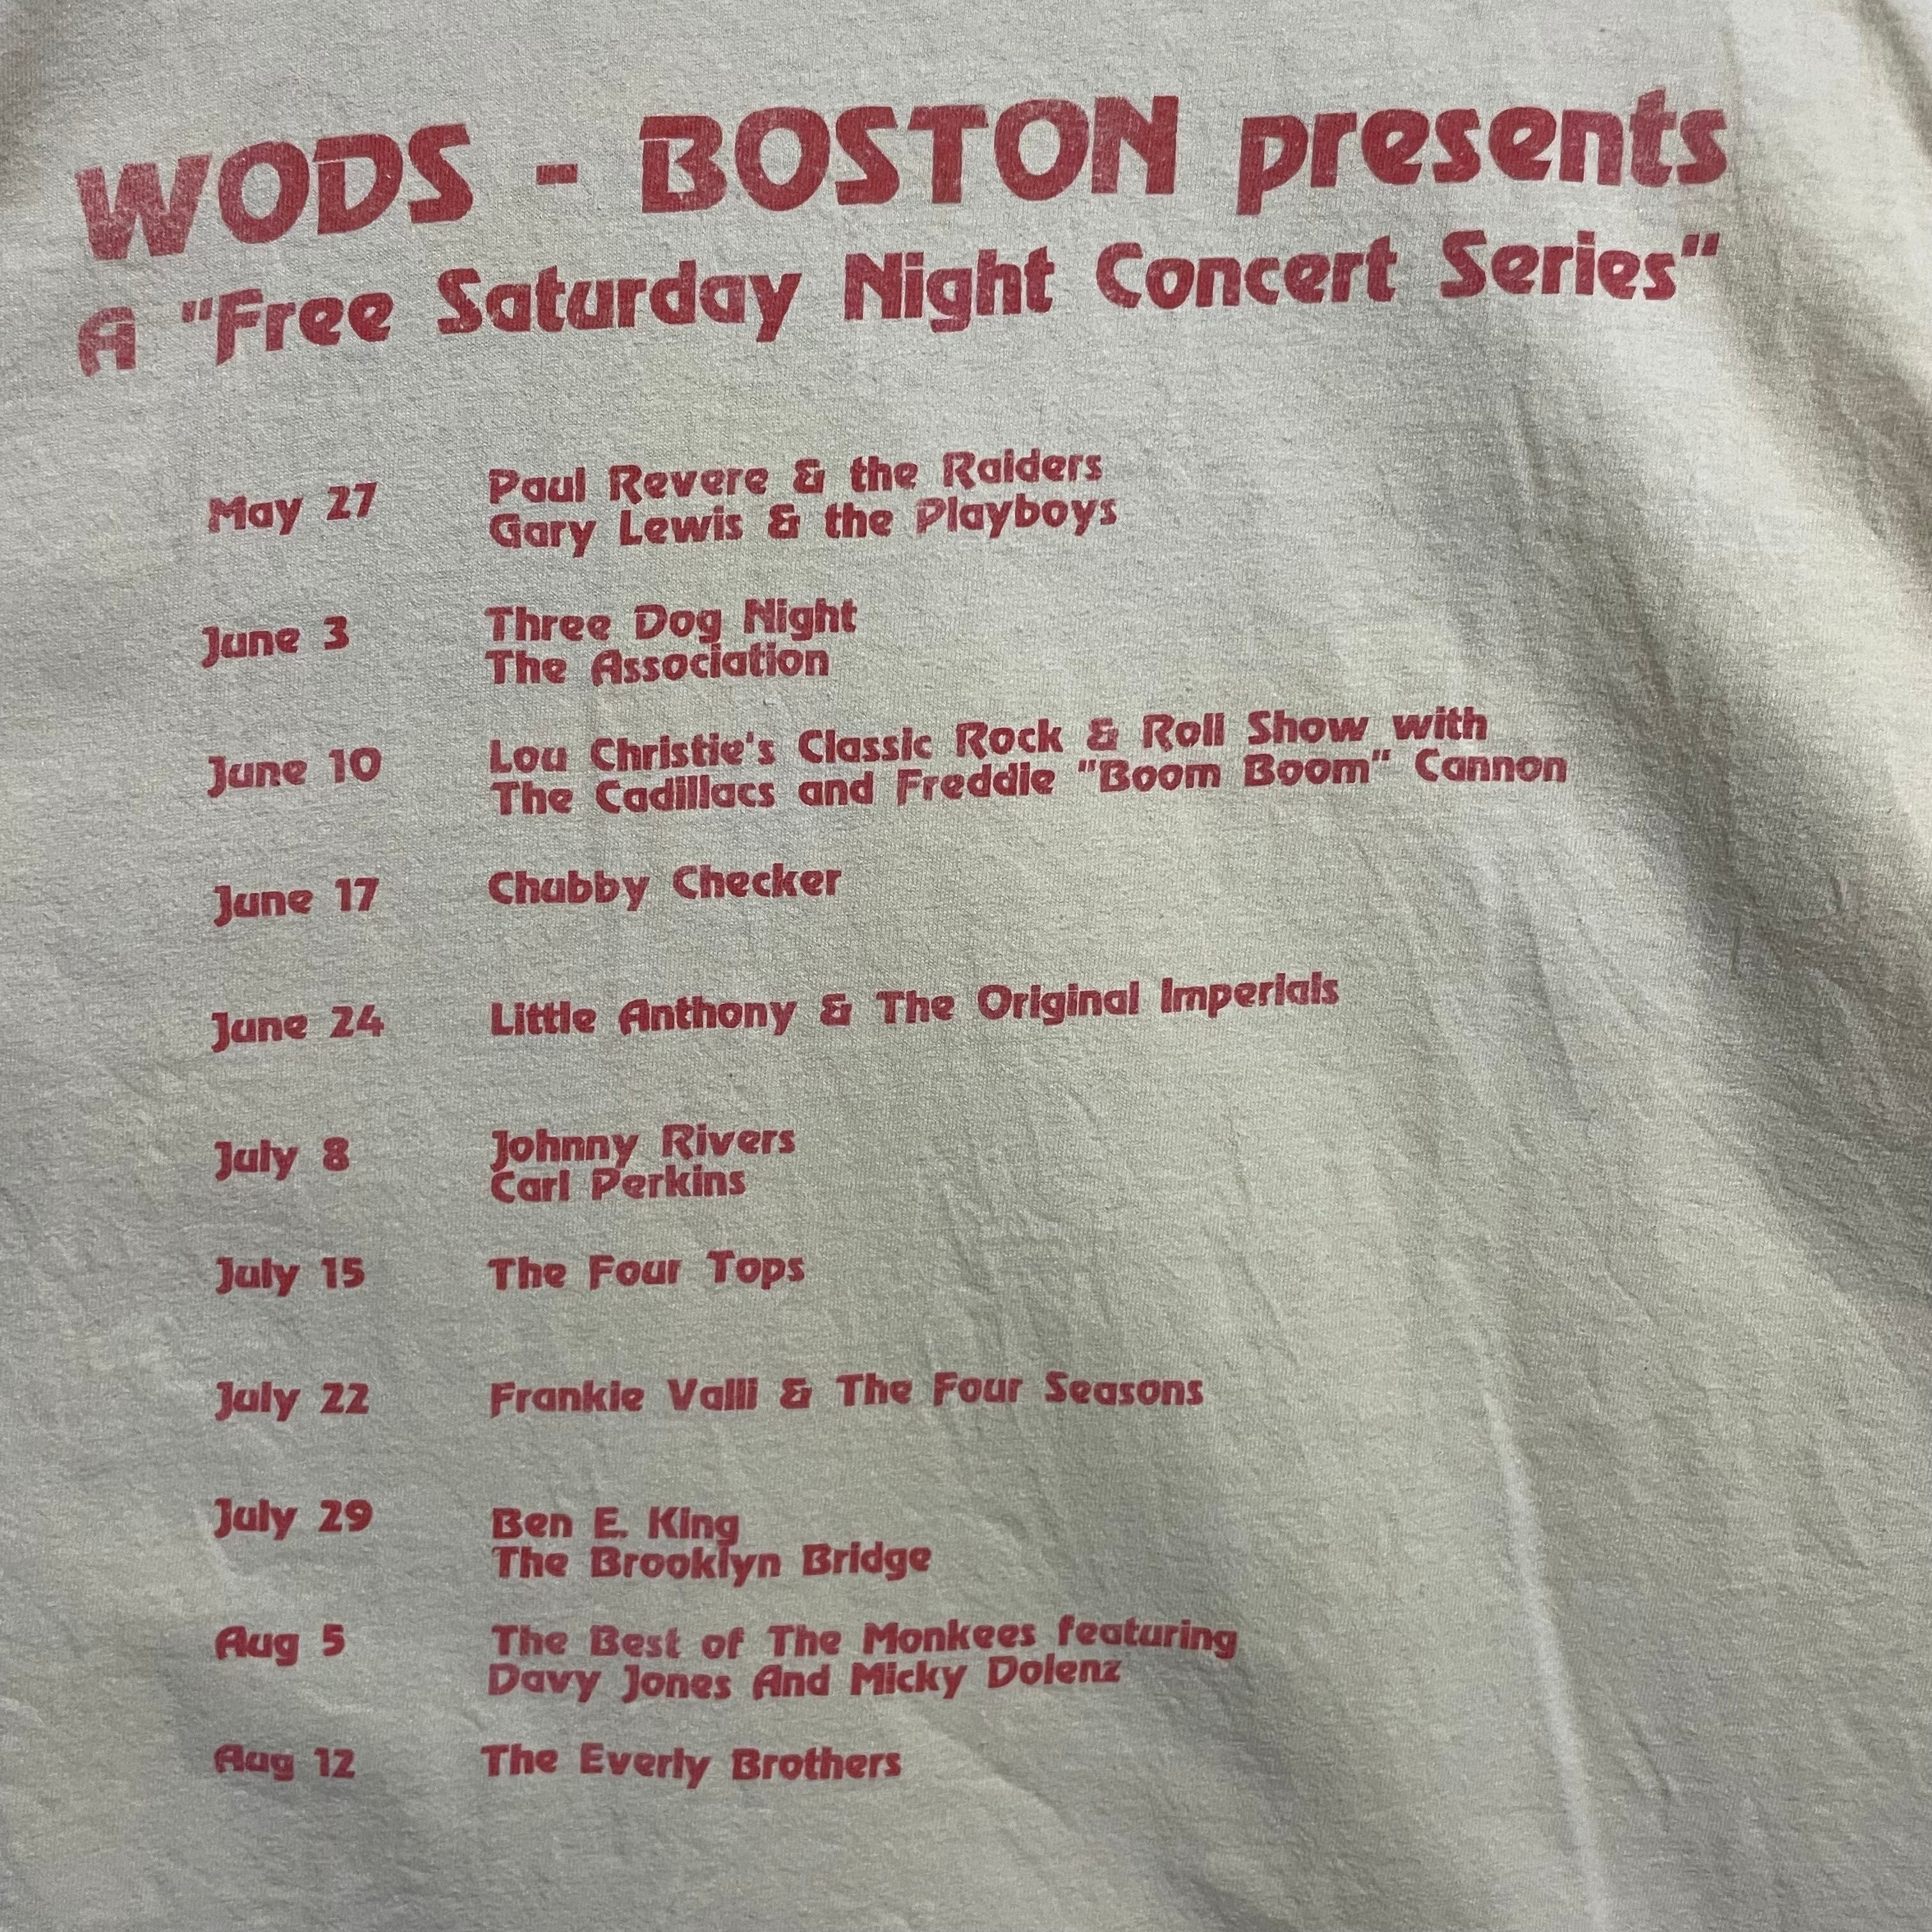 WODS - BOSTON presents
A "Free Saturday Night Concert Series"
May 27 Paul Revere & the Raiders
Gary Lewis & the Playboys
June 3 Three Dog Night
The Association
June 10 Lou Christie's Classic Rock & Roll Show with
The Cadillacs and Freddie "Boom Boom" Cannon
June 17 Chubby Checker
June 24 Little Anthony & The Original Imperials
July 8 Johnny Rivers
Carl Perkins
July 15 The Four Tops
July 22 Frankie Valli & The Four Seasons
July 29 Ben E. King
The Brooklyn Bridge
Aug 5 The Best of The Monkees featuring
Davy Jones And Micky Dolenz
Aug 12 The Everly Brothers